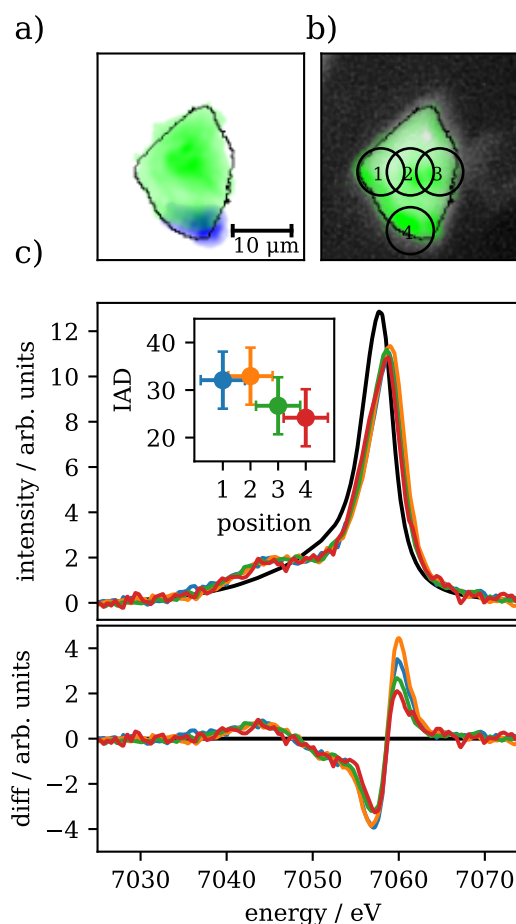 a)
b)
10 µm
1 2 3
4
c)
intensity / arb. units
12
10
8
6
4
2
0
IAD
40
30
20
1 2 3 4
position
diff / arb. units
4
2
0
−2
−4
7030 7040 7050 7060 7070
energy / eV